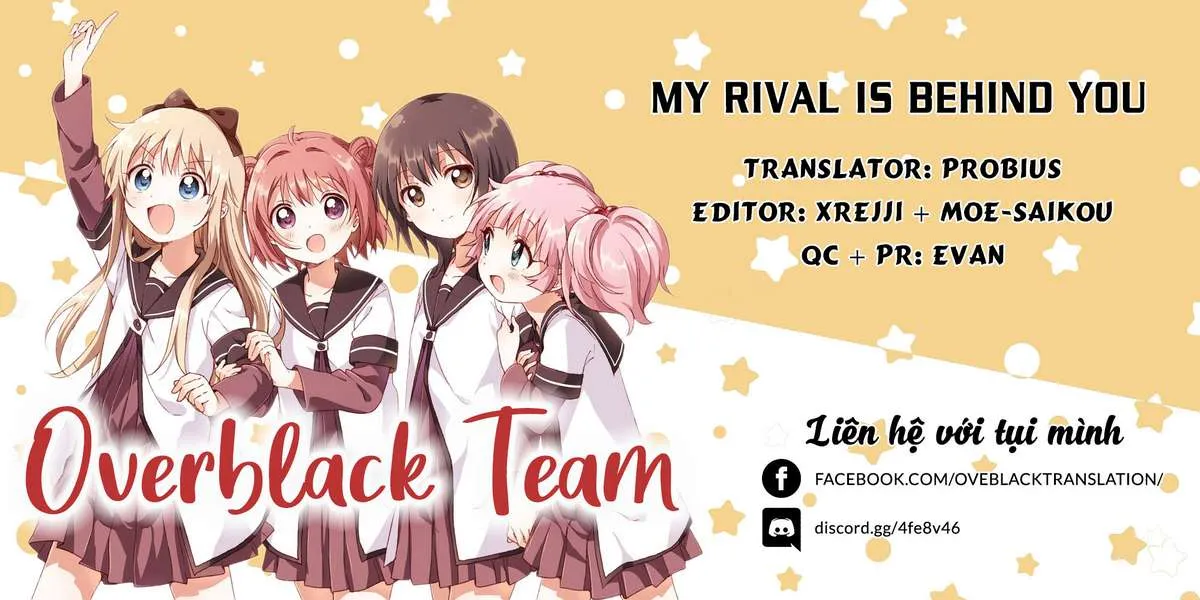 MY RIVAL IS BEHIND YOU
TRANSLATOR: PROBIUS
EDITOR: XREJJI + MOE-SAIKOU
QC + PR: EVAN
Overblack Team
Liên hệ với tụi mình
FACEBOOK.COM/OVEBLACKTRANSLATION/
discord.gg/4fe8v46